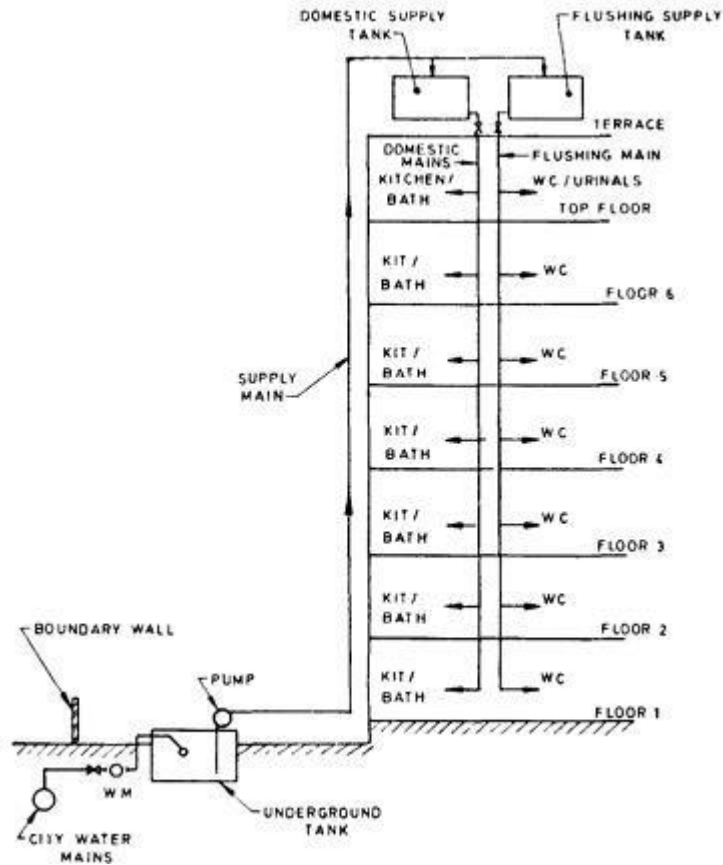 DOMESTIC SUPPLY
TANK
FLUSHING SUPPLY
TANK
TERRACE
DOMESTIC
MAINS
FLUSHING MAIN
KITCHEN/
BATH
WC/URINALS
TOP FLOOR
KIT/
BATH
WC
FLOOR 6
KIT/
BATH
WC
FLOOR 5
SUPPLY
MAIN
KIT/
BATH
WC
FLOOR 4
KIT/
BATH
WC
FLOOR 3
KIT/
BATH
WC
FLOOR 2
BOUNDARY WALL
PUMP
KIT/
BATH
WC
FLOOR 1
WM
UNDERGROUND
TANK
CITY WATER
MAINS